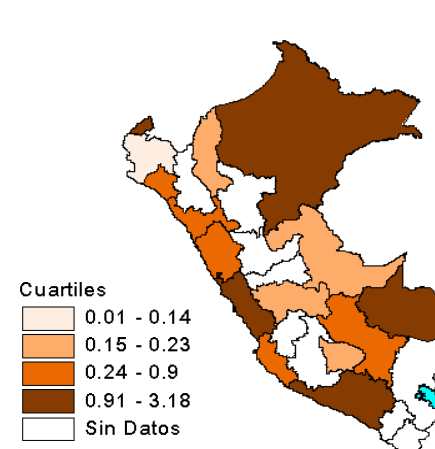 Cuartiles
0.01 - 0.14
0.15 - 0.23
0.24 - 0.9
0.91 - 3.18
Sin Datos